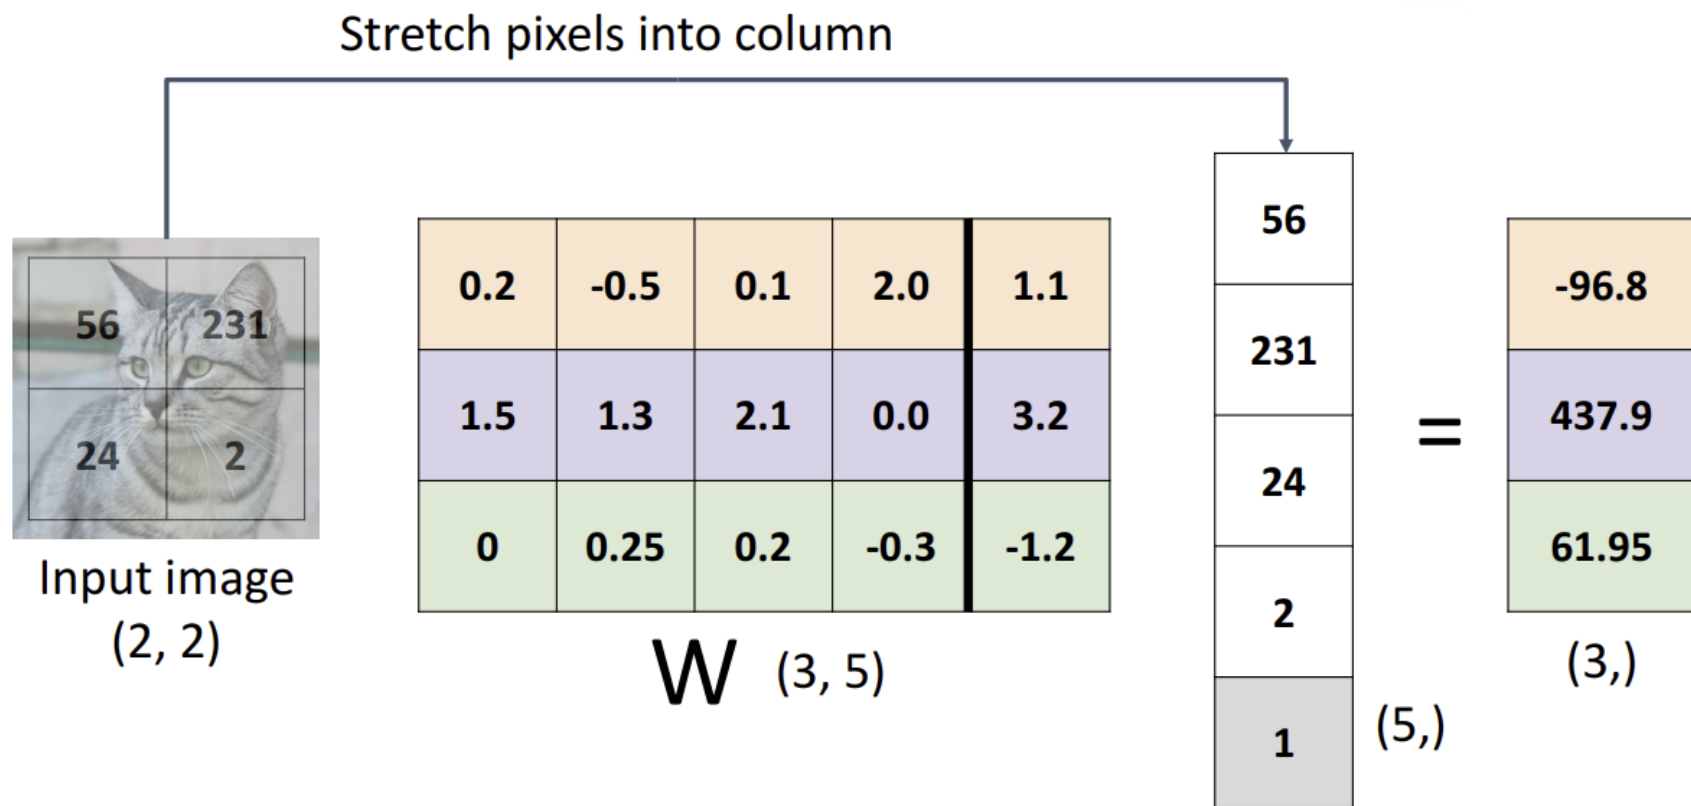 Stretch pixels into column
56 231
24 2
Input image
(2, 2)
0.2 -0.5 0.1 2.0 1.1
1.5 1.3 2.1 0.0 3.2
0 0.25 0.2 -0.3 -1.2
W (3, 5)
56
231
24
2
1
(5,)
=
-96.8
437.9
61.95
(3,)